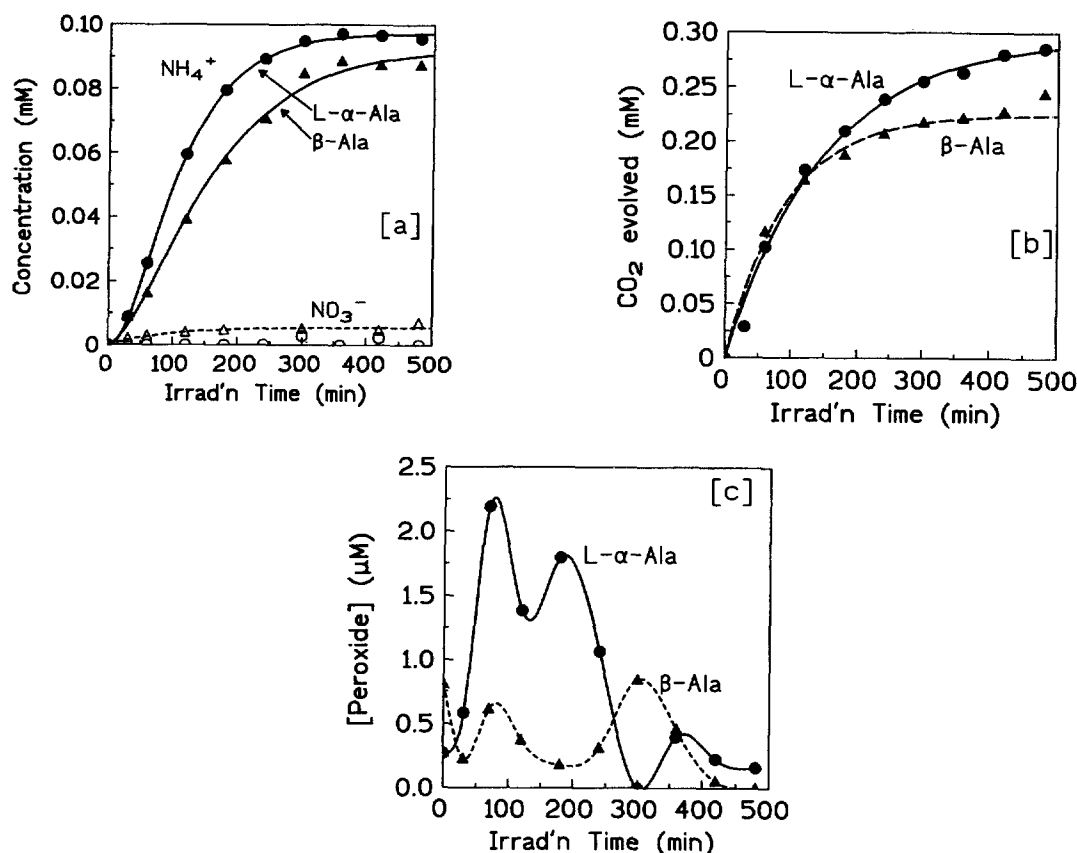 0.10
0.08
0.06
0.04
0.02
0
Concentration (mM)
NH₄⁺
L-α-Ala
β-Ala
[a]
NO₃⁻
0 100 200 300 400 500
Irrad'n Time (min)
0.30
0.25
0.20
0.15
0.10
0.05
0
CO₂ evolved (mM)
L-α-Ala
β-Ala
[b]
0 100 200 300 400 500
Irrad'n Time (min)
2.5
2.0
1.5
1.0
0.5
0.0
[Peroxide] (μM)
[c]
L-α-Ala
β-Ala
0 100 200 300 400 500
Irrad'n Time (min)